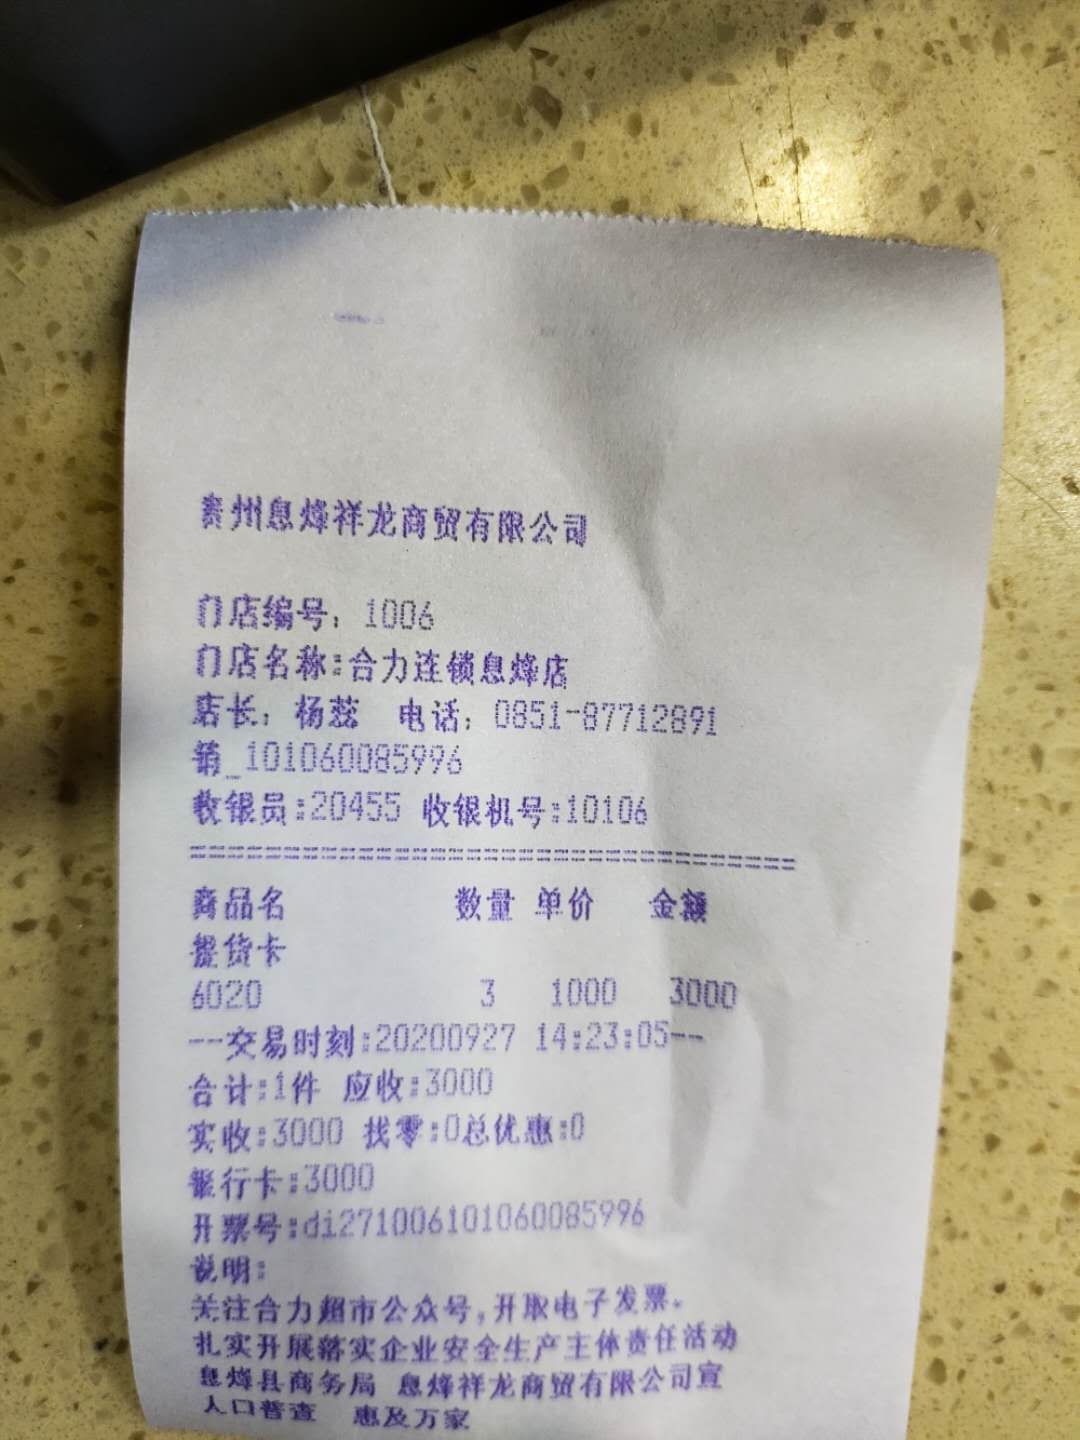 贵州息烽祥龙商贸有限公司
门店编号：1006
门店名称:合力连锁息烽店
店长：杨蕊 电话：0851-87712891
销_101060085996
收银员:20455 收银机号:10106
商品名 数量 单价 金额
提货卡
6020 3 1000 3000
--交易时刻:20200927 14:23:05--
合计:1件 应收:3000
实收:3000 找零:0总优惠:0
银行卡:3000
开票号:di271006101060085996
说明:
关注合力超市公众号,开取电子发票。
扎实开展落实企业安全生产主体责任活动
息烽县商务局 息烽祥龙商贸有限公司宣
人口普查 惠及万家